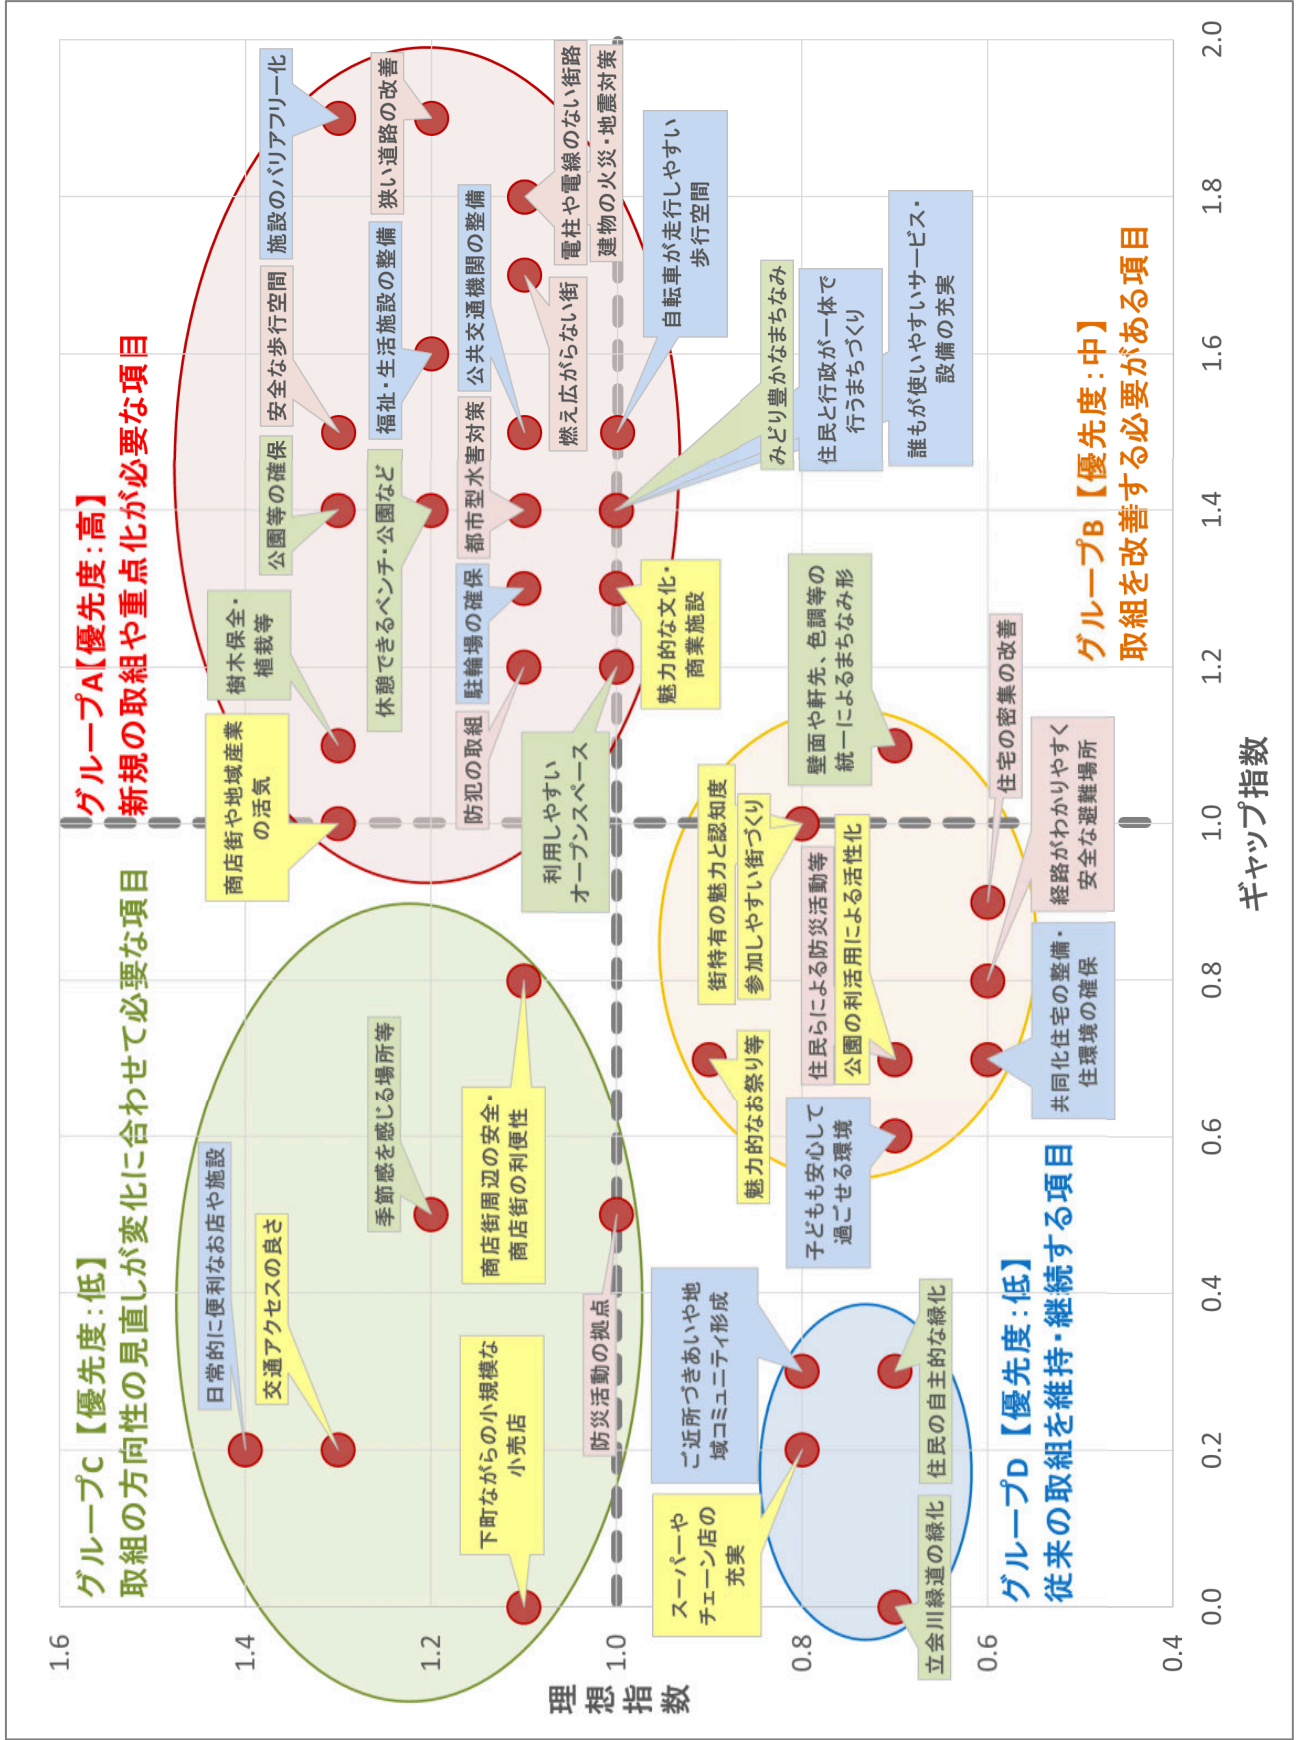 グループC【優先度:低】
取組の方向性の見直しが変化に合わせて必要な項目
グループA【優先度:高】
新規の取組や重点化が必要な項目
日常的に便利なお店や施設
交通アクセスの良さ
季節感を感じる場所等
商店街周辺の安全・
商店街の利便性
下町ながらの小規模な
小売店
防災活動の拠点
商店街や地域産業
の活気
樹木保全・
植栽等
公園等の確保
安全な歩行空間
施設のバリアフリー化
休憩できるベンチ・公園など
福祉・生活施設の整備
狭い道路の改善
防犯の取組
駐輪場の確保
都市型水害対策
公共交通機関の整備
燃え広がらない街
電柱や電線のない街路
建物の火災・地震対策
利用しやすい
オープンスペース
魅力的な文化・
商業施設
自転車が走行しやすい
歩行空間
みどり豊かなまちなみ
住民と行政が一体で
行うまちづくり
誰もが使いやすいサービス・
設備の充実
スーパーや
チェーン店の
充実
ご近所づきあいや地
域コミュニティ形成
立会川緑道の緑化
住民の自主的な緑化
街特有の魅力と認知度
参加しやすい街づくり
魅力的なお祭り等
住民らによる防災活動等
公園の利活用による活性化
子どもも安心して
過ごせる環境
壁面や軒先、色調等の
統一によるまちなみ形
住宅の密集の改善
経路がわかりやすく
安全な避難場所
共同化住宅の整備・
住環境の確保
グループD【優先度:低】
従来の取組を維持・継続する項目
グループB【優先度:中】
取組を改善する必要がある項目
1.6
1.4
1.2
1.0
0.8
0.6
0.4
理想指数
0.0
0.2
0.4
0.6
0.8
1.0
1.2
1.4
1.6
1.8
2.0
ギャップ指数